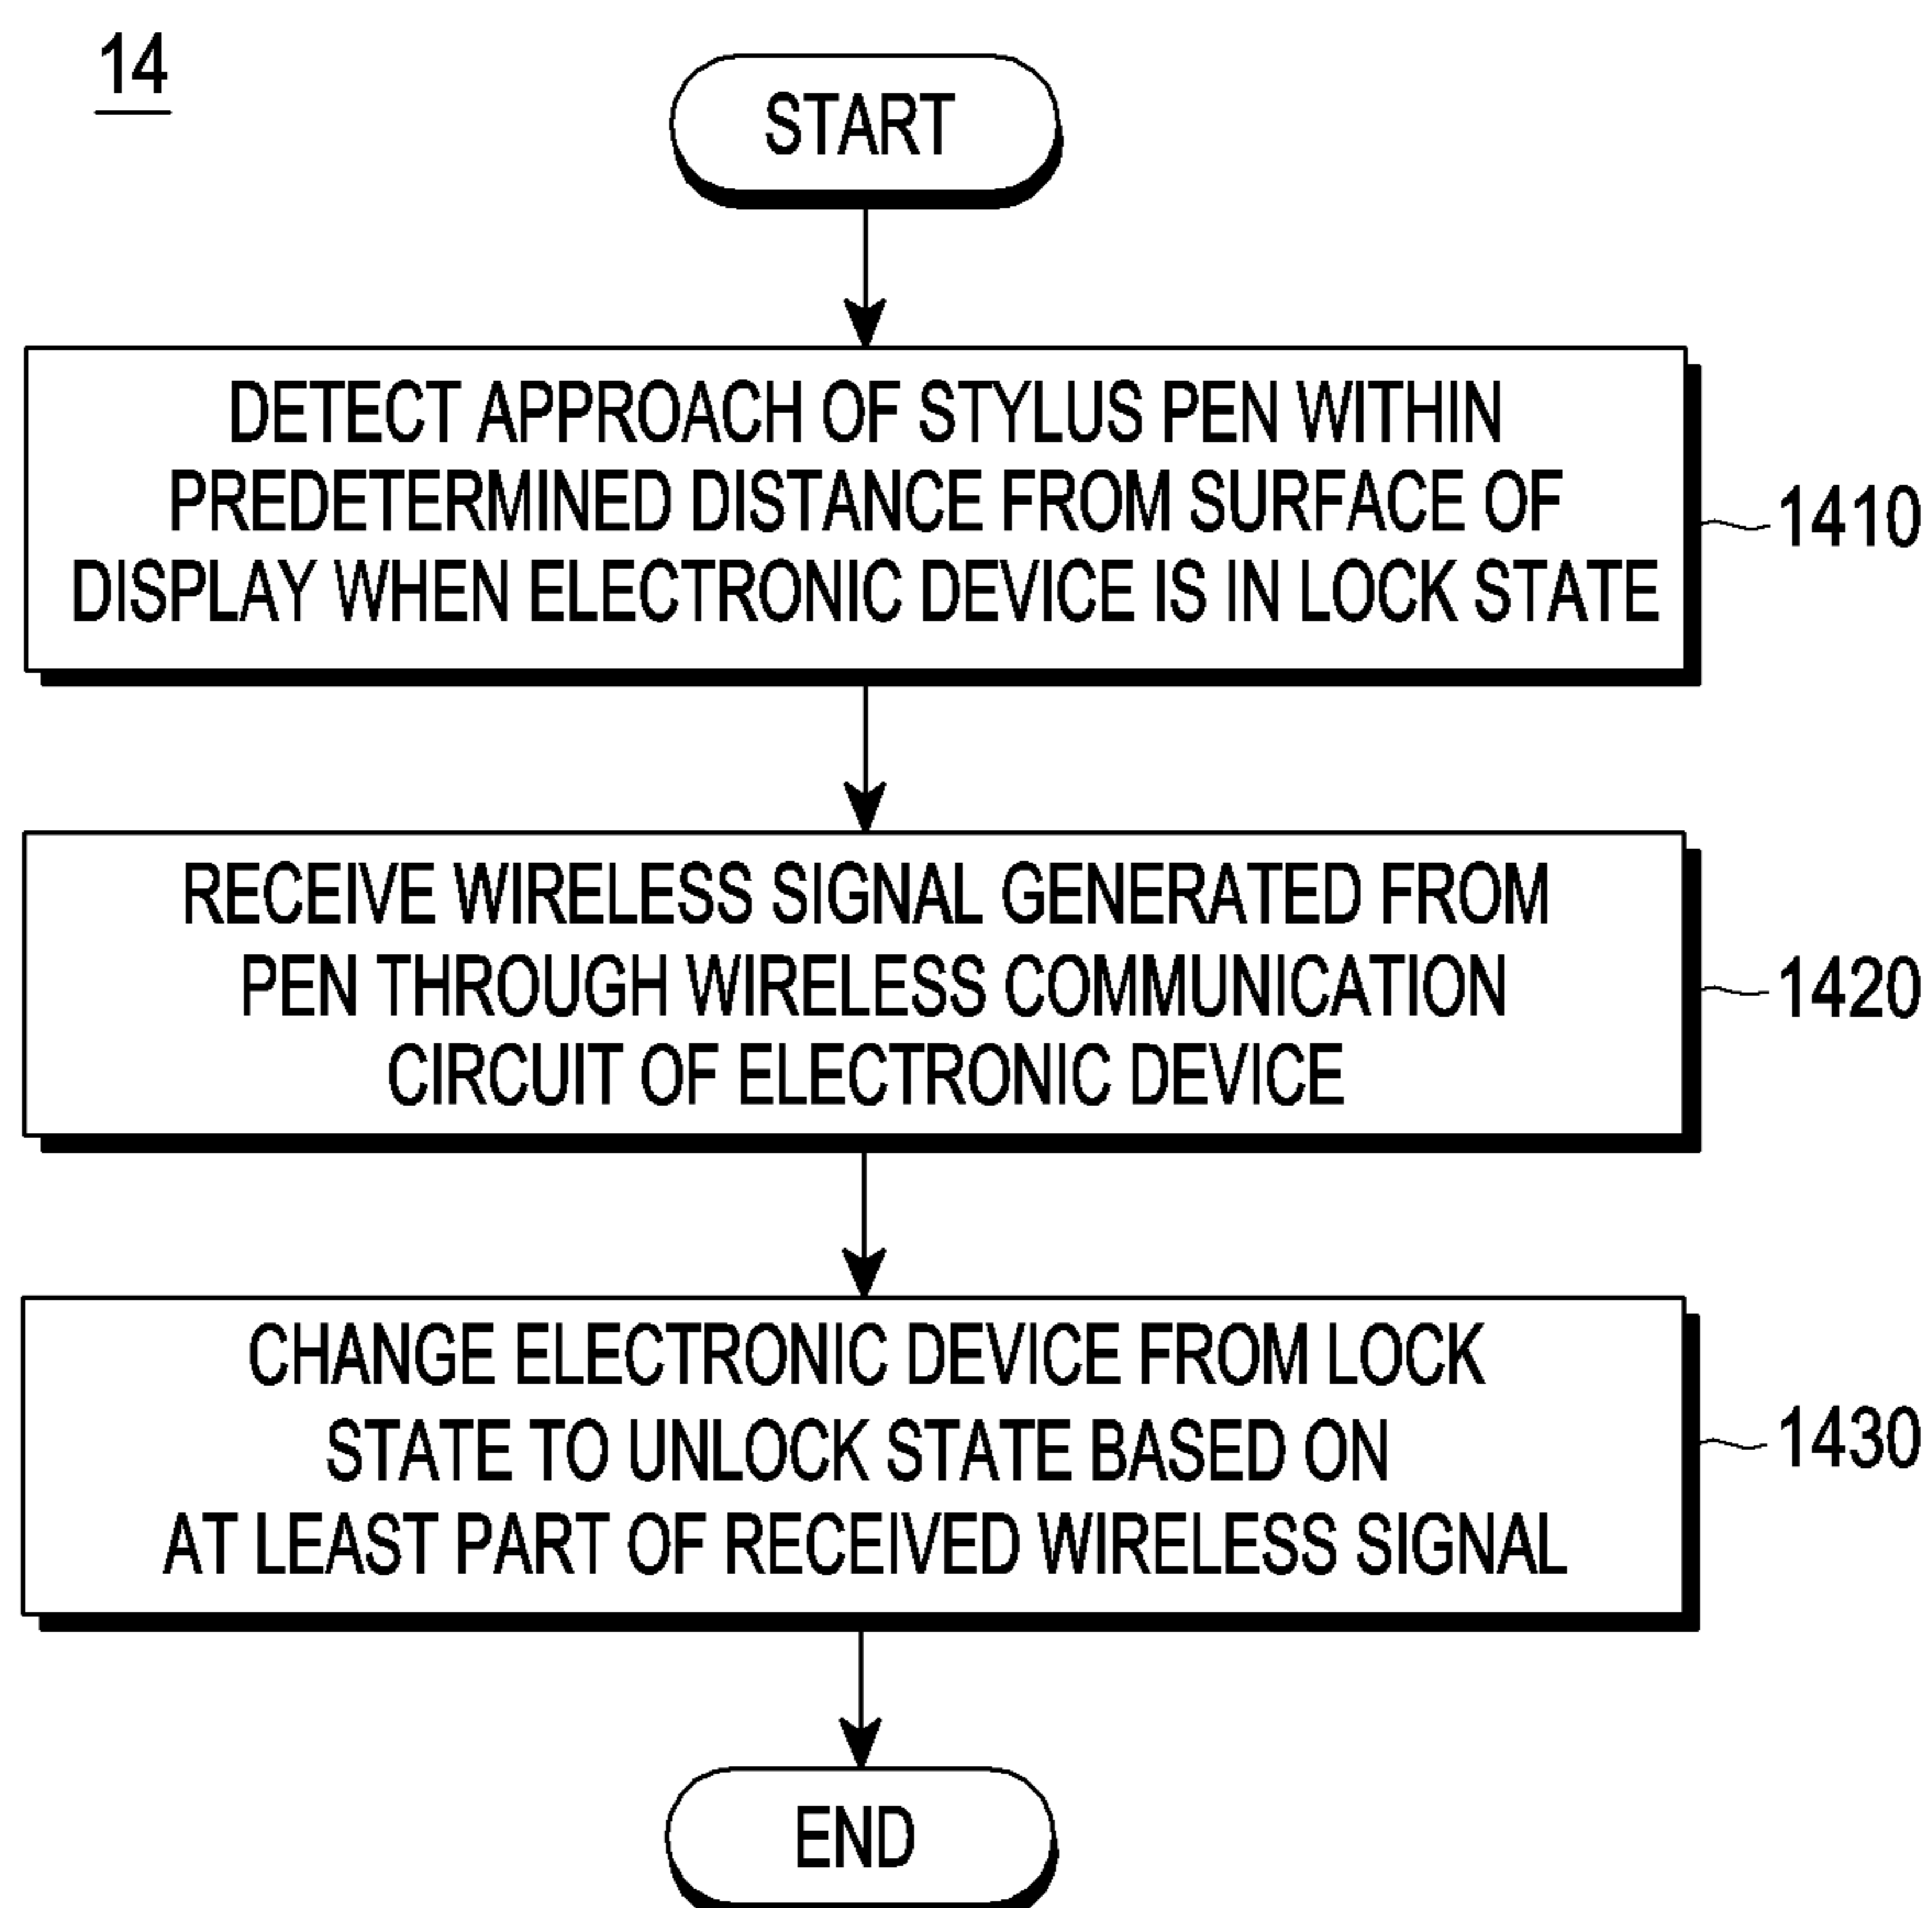 14
START
DETECT APPROACH OF STYLUS PEN WITHIN
PREDETERMINED DISTANCE FROM SURFACE OF
DISPLAY WHEN ELECTRONIC DEVICE IS IN LOCK STATE
1410
RECEIVE WIRELESS SIGNAL GENERATED FROM
PEN THROUGH WIRELESS COMMUNICATION
CIRCUIT OF ELECTRONIC DEVICE
1420
CHANGE ELECTRONIC DEVICE FROM LOCK
STATE TO UNLOCK STATE BASED ON
AT LEAST PART OF RECEIVED WIRELESS SIGNAL
1430
END